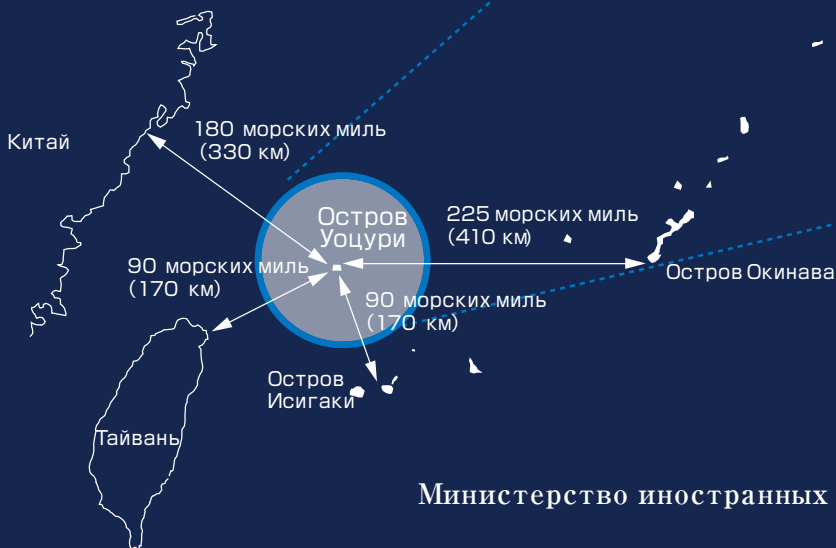 Китай
180 морских миль
(330 км)
Остров
Уоцури
225 морских миль
(410 км)
90 морских миль
(170 км)
Остров Окинава
90 морских миль
(170 км)
Остров
Исигаки
Тайвань
Министерство иностранных